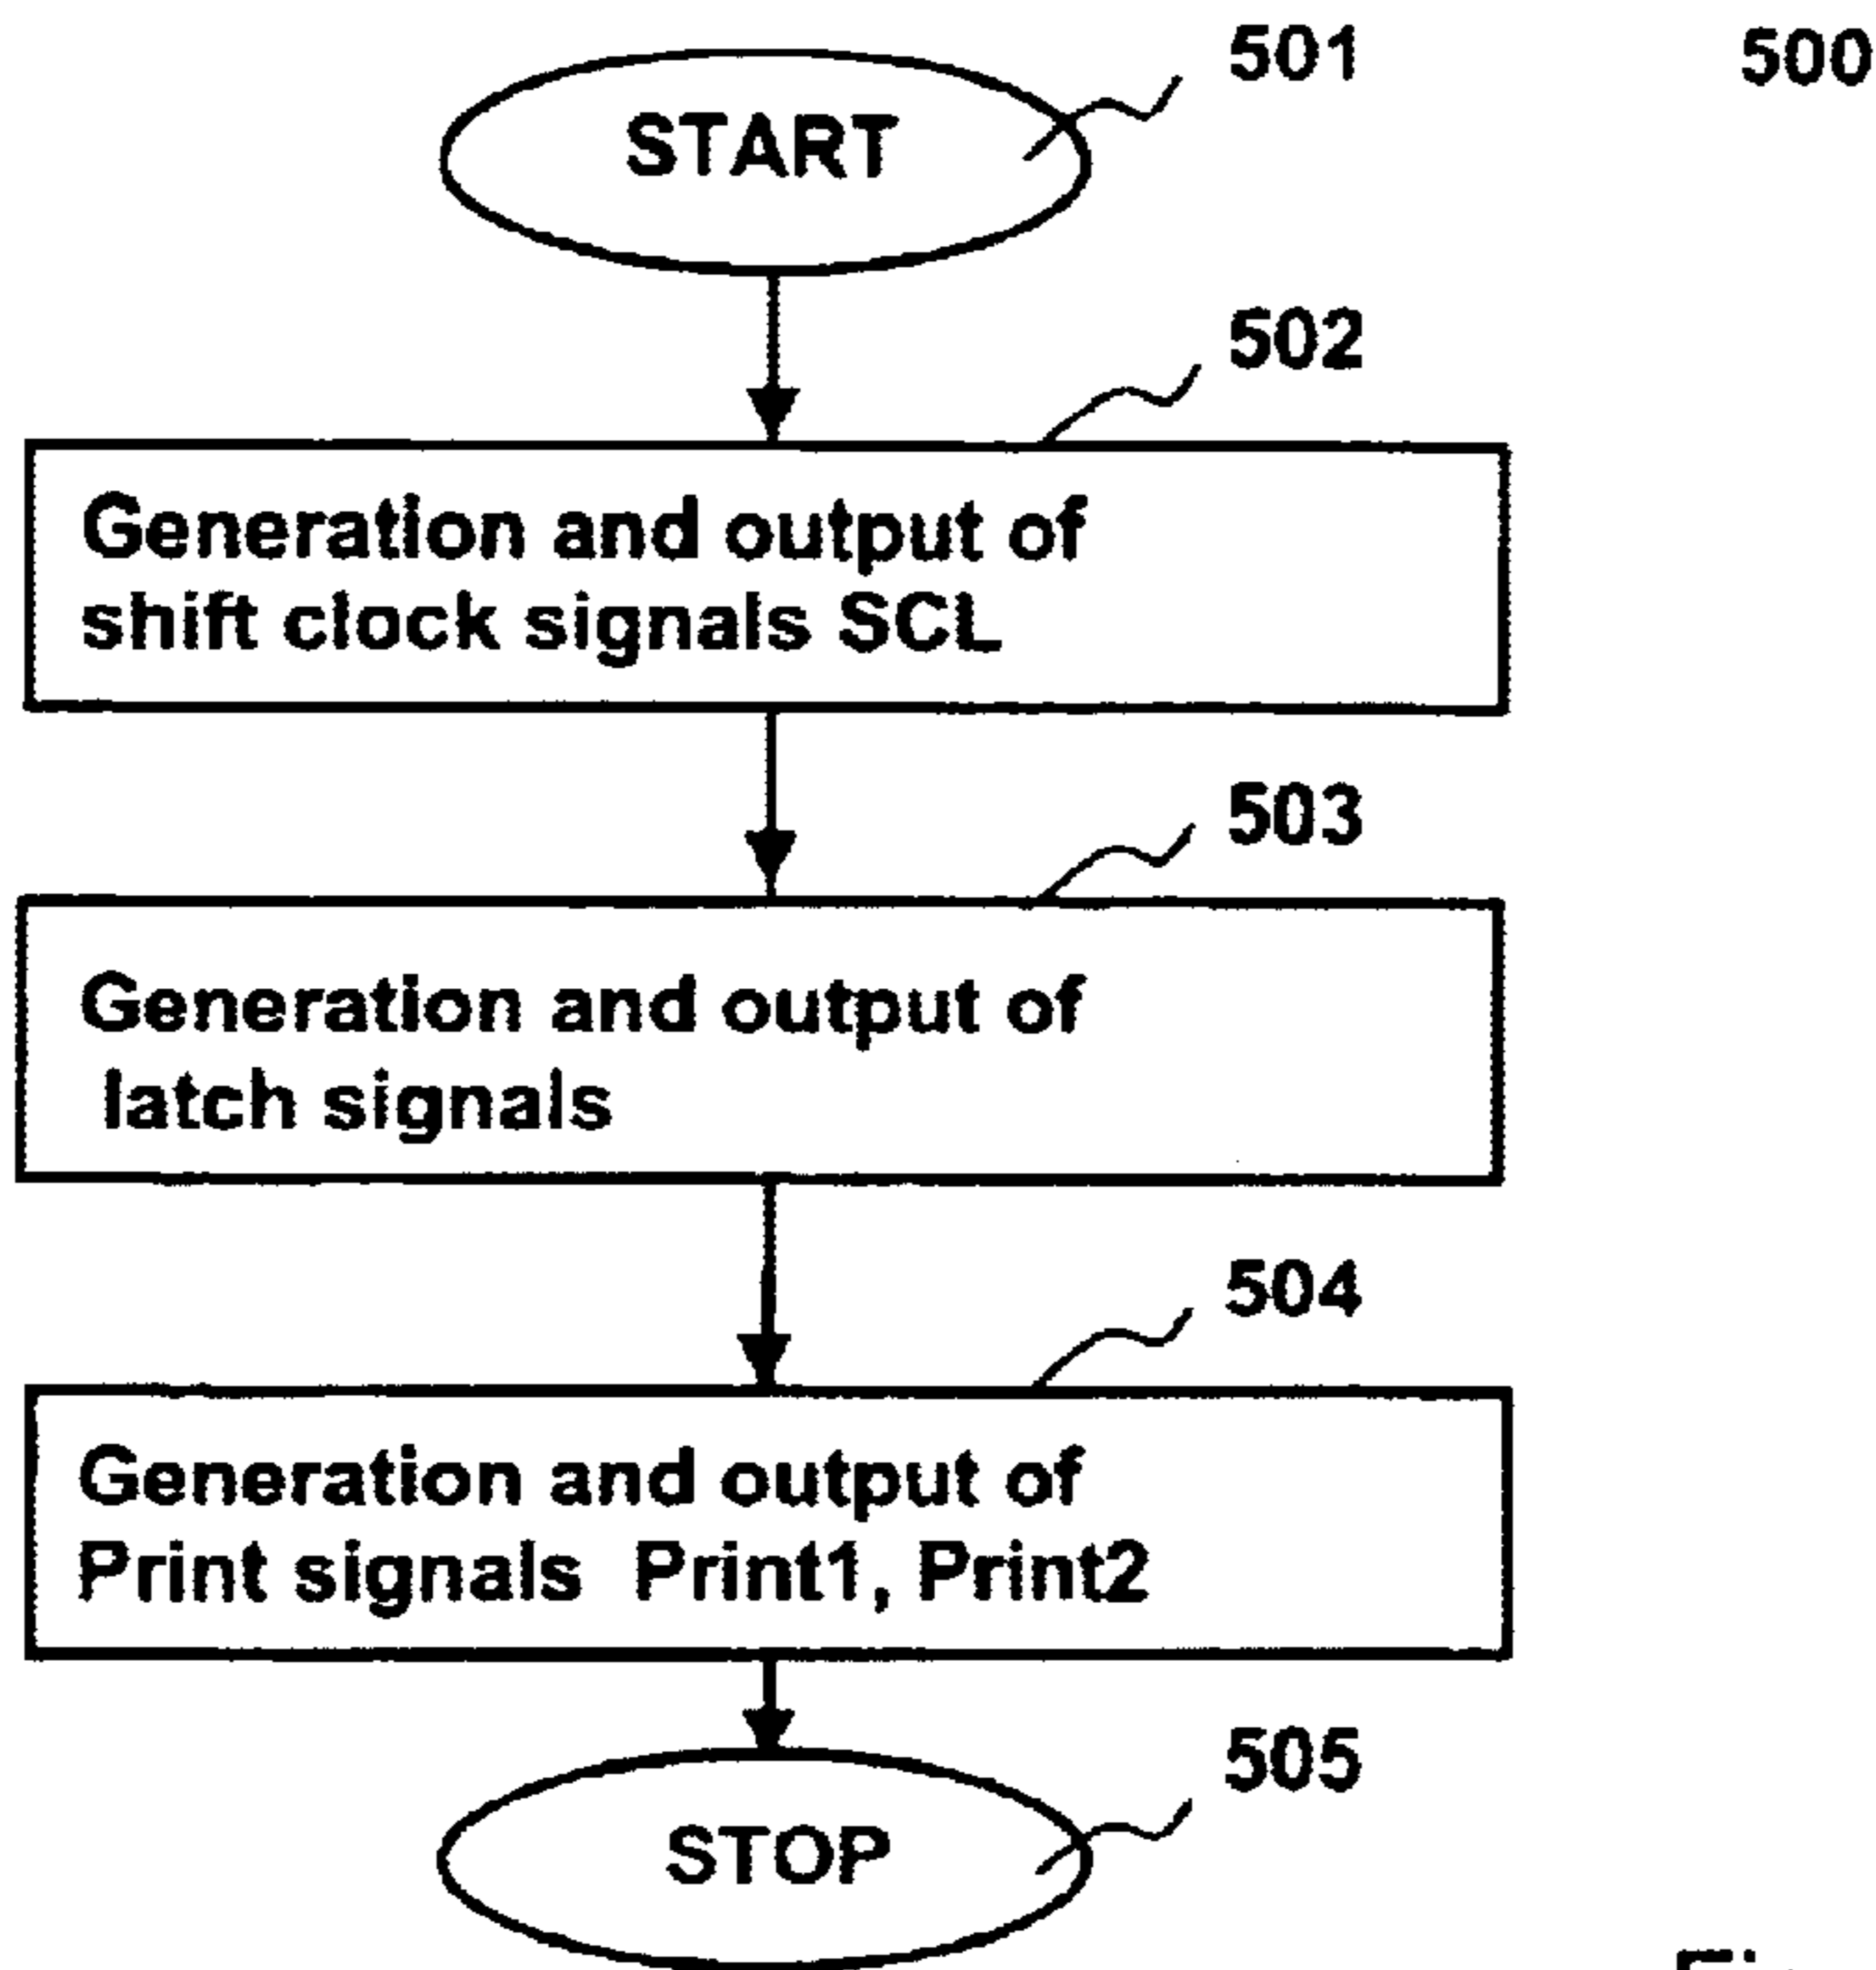 501
500
START
502
Generation and output of
shift clock signals SCL
503
Generation and output of
latch signals
504
Generation and output of
Print signals Print1, Print2
505
STOP